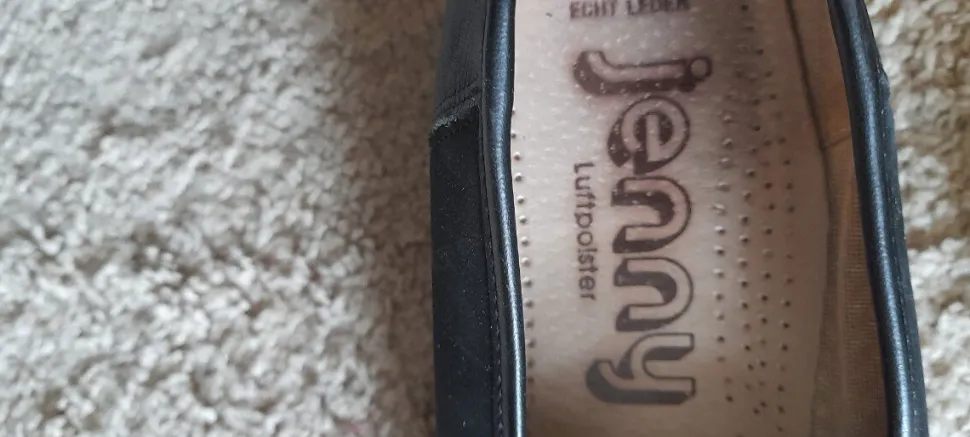 ECHT LEDER
jenny
Luftpolster